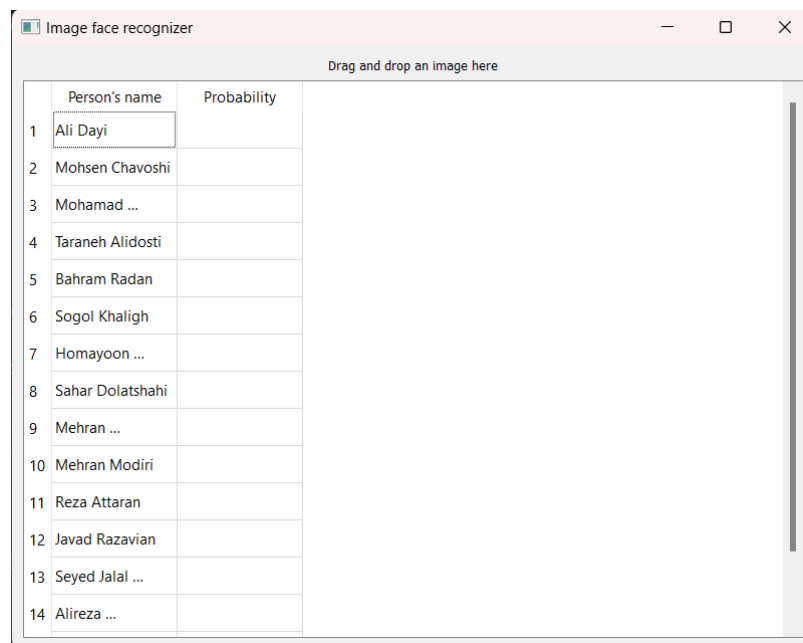 Image face recognizer
Drag and drop an image here
Person's name Probability
1 Ali Dayi
2 Mohsen Chavoshi
3 Mohamad ...
4 Taraneh Alidosti
5 Bahram Radan
6 Sogol Khaligh
7 Homayoon ...
8 Sahar Dolatshahi
9 Mehran ...
10 Mehran Modiri
11 Reza Attaran
12 Javad Razavian
13 Seyed Jalal ...
14 Alireza ...